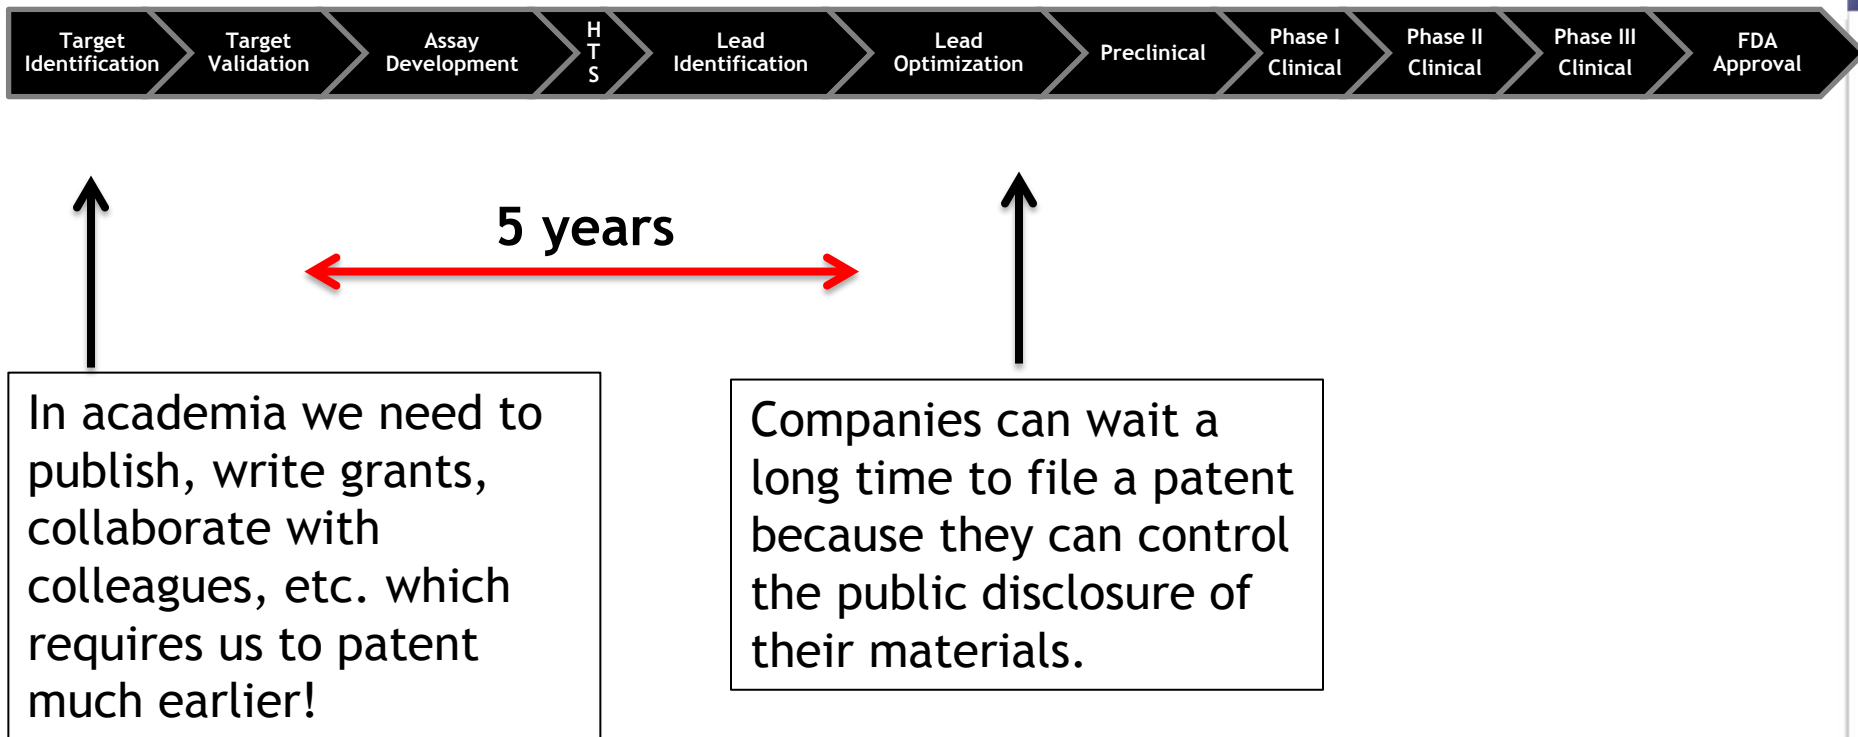 Target
Identification
Target
Validation
Assay
Development
H
T
S
Lead
Identification
Lead
Optimization
Preclinical
Phase I
Clinical
Phase II
Clinical
Phase III
Clinical
FDA
Approval
5 years
In academia we need to
publish, write grants,
collaborate with
colleagues, etc. which
requires us to patent
much earlier!
Companies can wait a
long time to file a patent
because they can control
the public disclosure of
their materials.